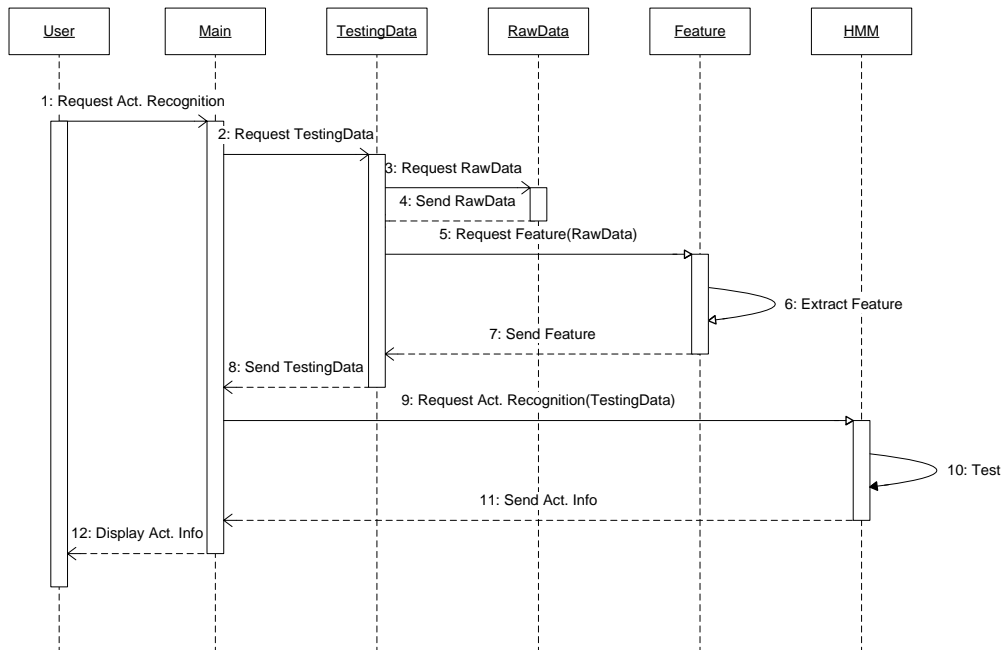 User
Main
TestingData
RawData
Feature
HMM
1: Request Act. Recognition
2: Request TestingData
3: Request RawData
4: Send RawData
5: Request Feature(RawData)
6: Extract Feature
7: Send Feature
8: Send TestingData
9: Request Act. Recognition(TestingData)
10: Test
11: Send Act. Info
12: Display Act. Info